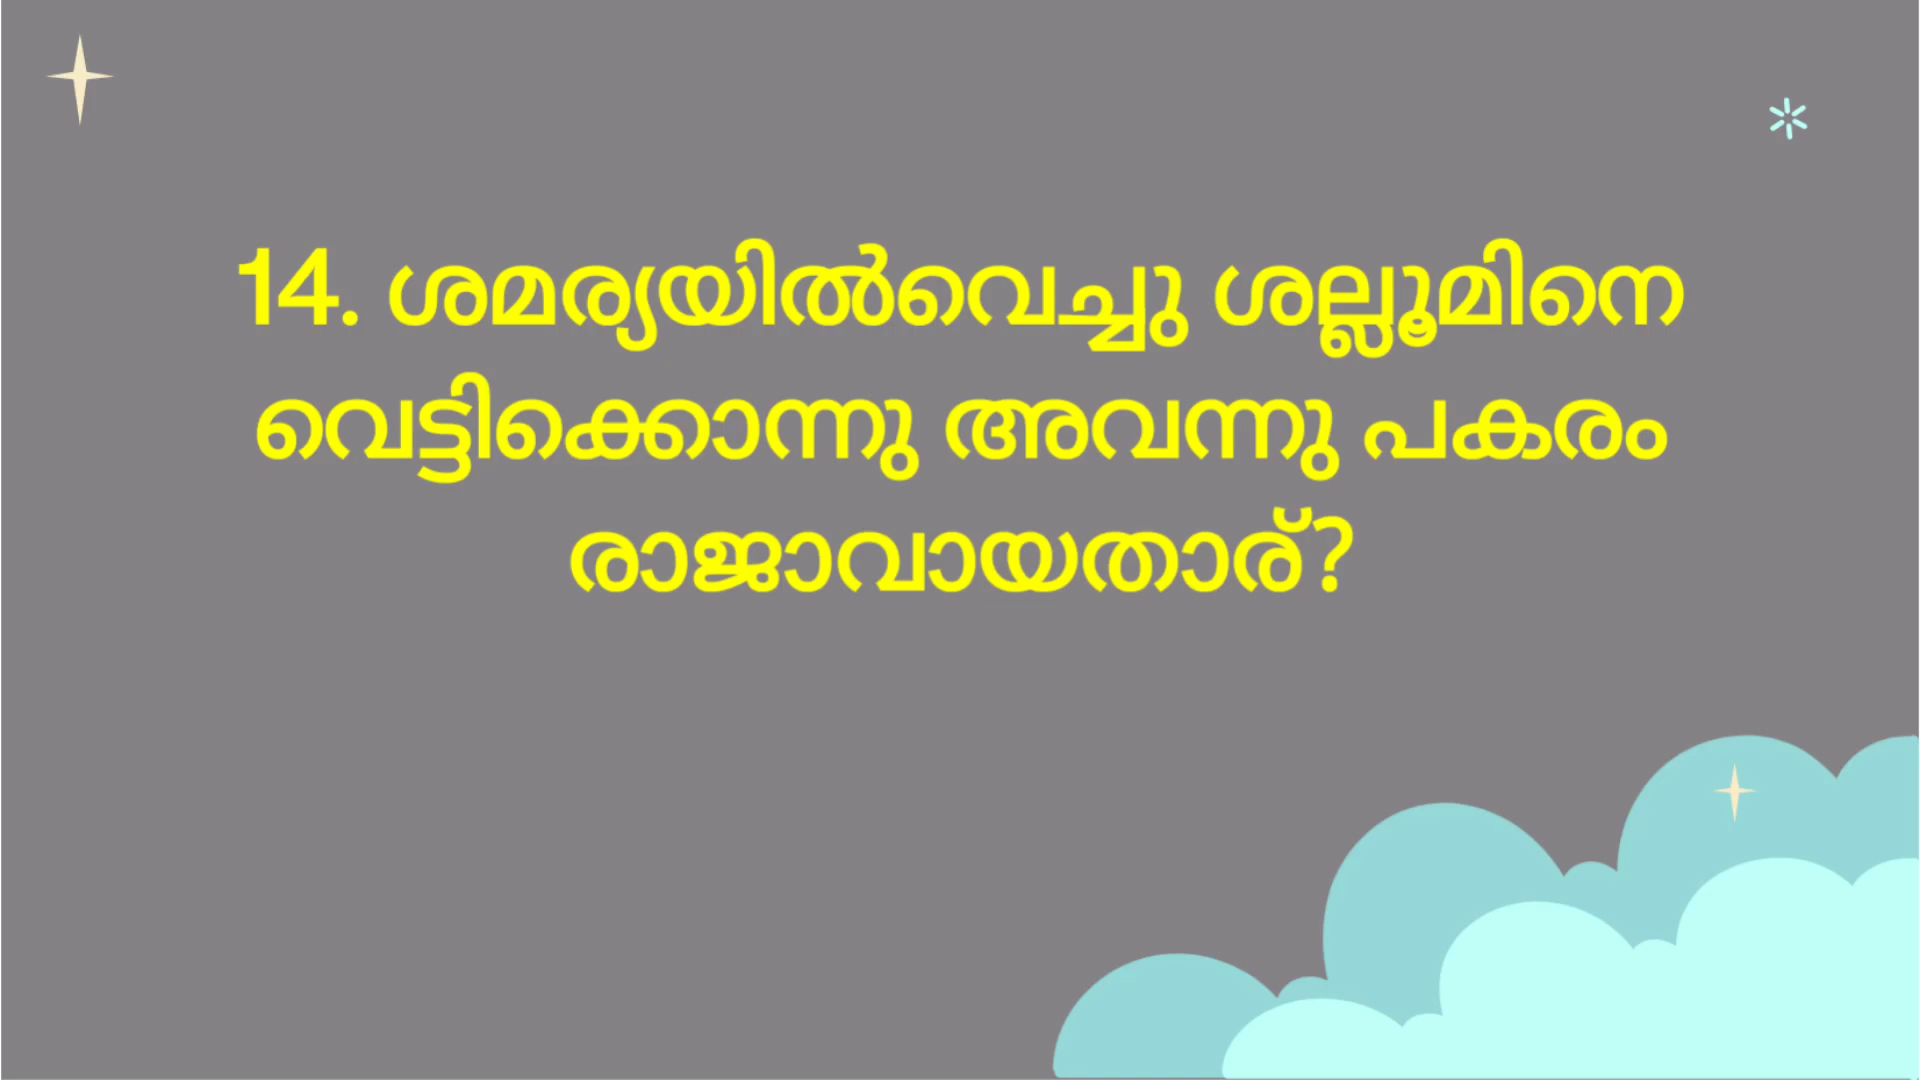 14. ശമര്യയിൽവെച്ചു ശല്ലൂമിനെ
വെട്ടിക്കൊന്നു അവന്നു പകരം
രാജാവായതാര്?